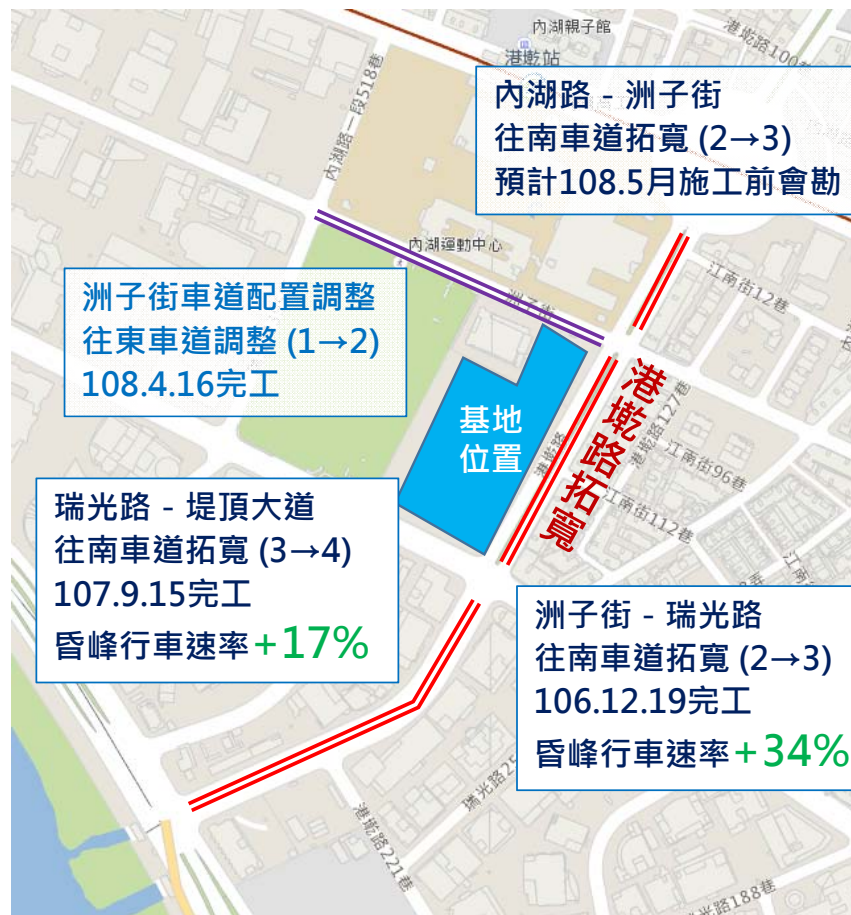 內湖親子館
港墘站
港墘路100巷
內湖路一段518巷
內湖路 - 洲子街
往南車道拓寬 (2→3)
預計108.5月施工前會勘
內湖運動中心
江南街12巷
洲子街
洲子街車道配置調整
往東車道調整 (1→2)
108.4.16完工
港墘路拓寬
港墘路127巷
基地
位置
港墘路
江南街96巷
江南街112巷
瑞光路 - 堤頂大道
往南車道拓寬 (3→4)
107.9.15完工
昏峰行車速率+17%
洲子街 - 瑞光路
往南車道拓寬 (2→3)
106.12.19完工
昏峰行車速率+34%
港墘路221巷
光路188巷